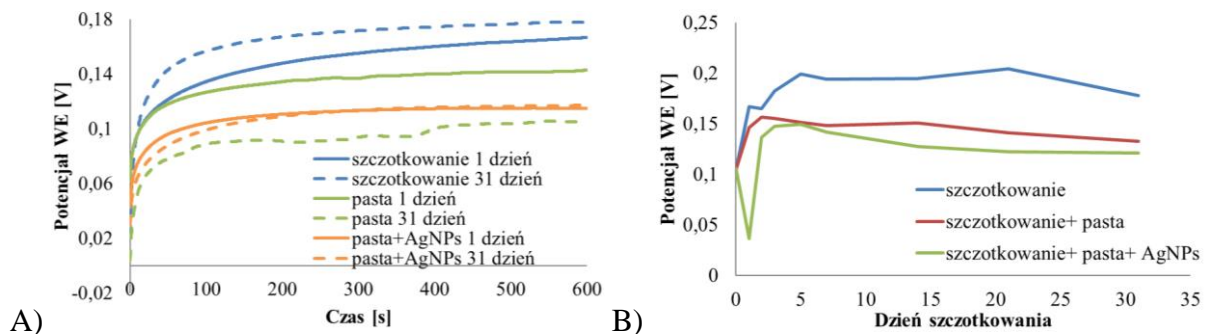 A)
Potencjał WE [V]
0,18
0,14
0,1
0,06
0,02
-0,02
0
100
200
300
400
500
600
Czas [s]
szczotkowanie 1 dzień
szczotkowanie 31 dzień
pasta 1 dzień
pasta 31 dzień
pasta+AgNPs 1 dzień
pasta+AgNPs 31 dzień
B)
Potencjał WE [V]
0,25
0,2
0,15
0,1
0,05
0
0
5
10
15
20
25
30
35
Dzień szczotkowania
szczotkowanie
szczotkowanie+ pasta
szczotkowanie+ pasta+ AgNPs